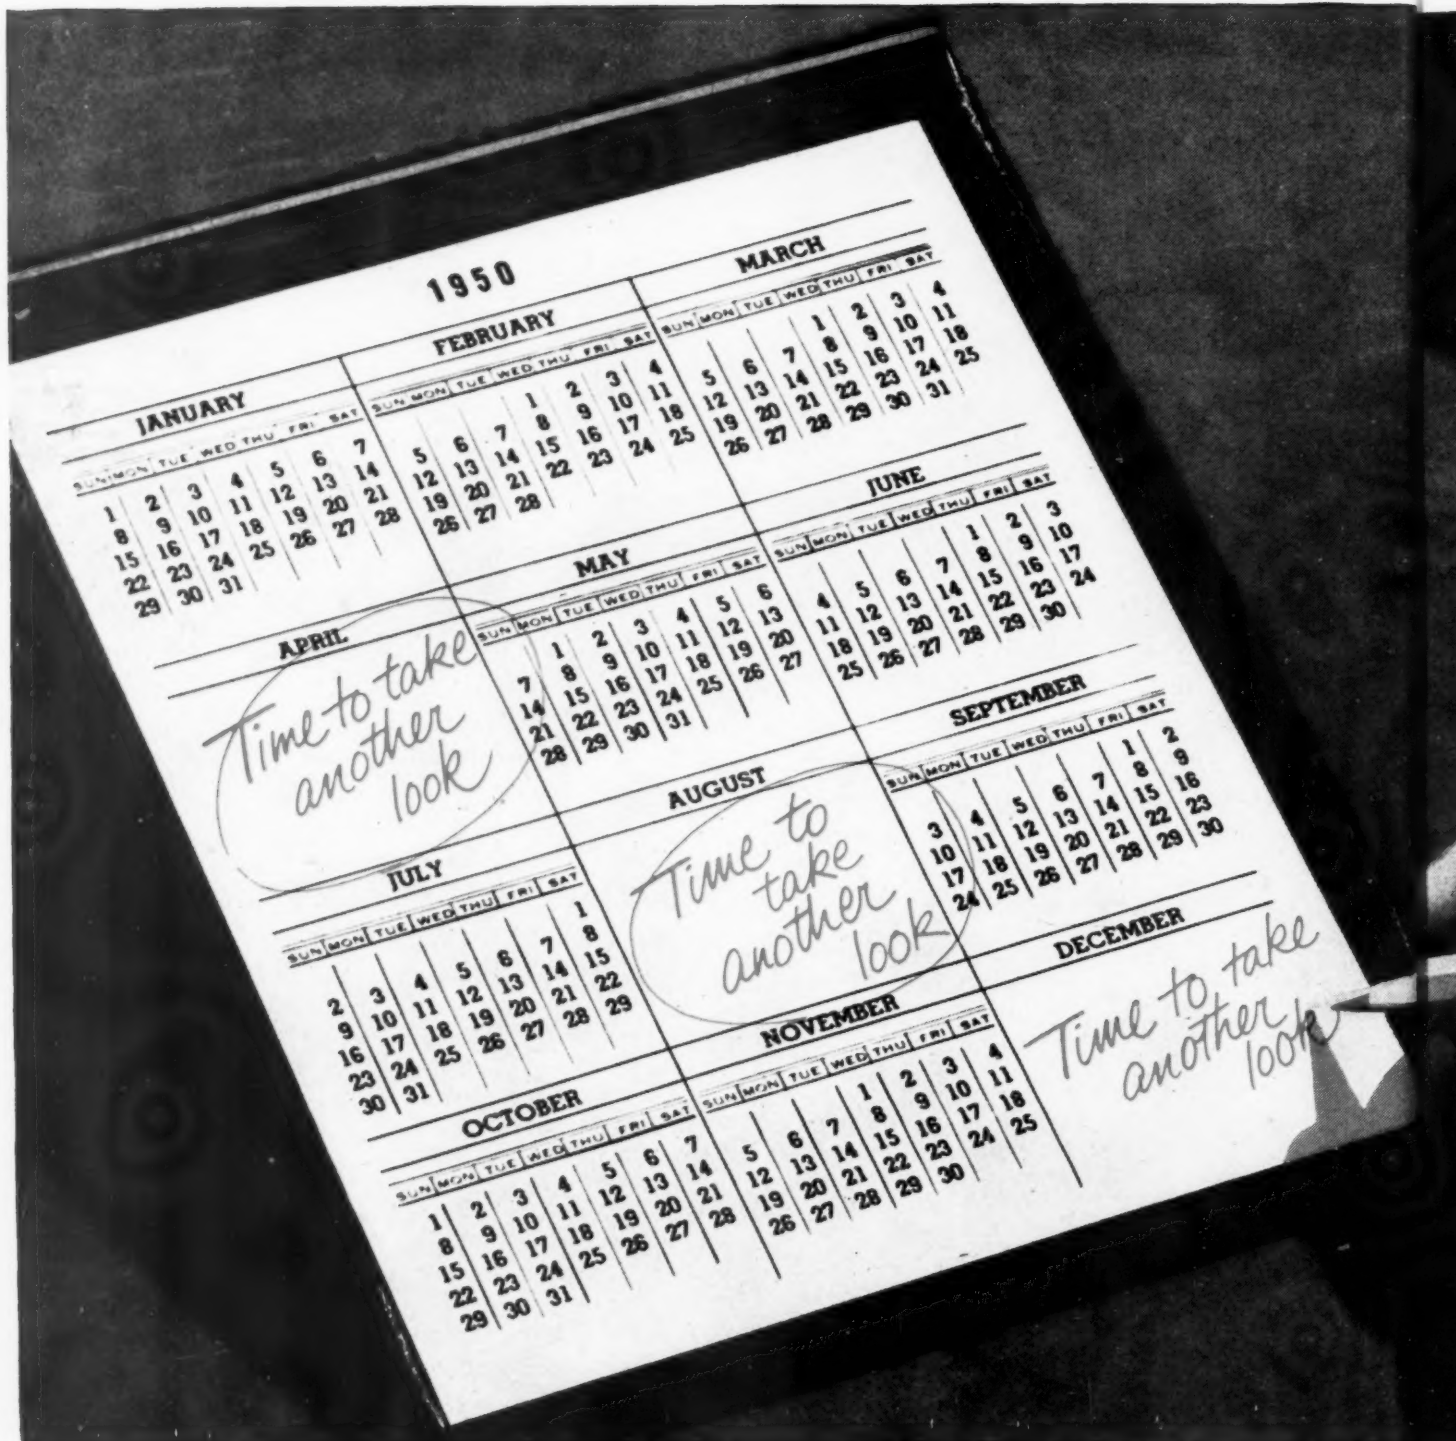 1950
JANUARY
SUN MON TUE WED THU FRI SAT
1 2 3 4 5 6 7
8 9 10 11 12 13 14
15 16 17 18 19 20 21
22 23 24 25 26 27 28
29 30 31
FEBRUARY
SUN MON TUE WED THU FRI SAT
1 2 3 4
5 6 7 8 9 10 11
12 13 14 15 16 17 18
19 20 21 22 23 24 25
26 27 28
MARCH
SUN MON TUE WED THU FRI SAT
1 2 3 4
5 6 7 8 9 10 11
12 13 14 15 16 17 18
19 20 21 22 23 24 25
26 27 28 29 30 31
APRIL
Time to take
another
look
MAY
SUN MON TUE WED THU FRI SAT
1 2 3 4 5 6
7 8 9 10 11 12 13
14 15 16 17 18 19 20
21 22 23 24 25 26 27
28 29 30 31
JUNE
SUN MON TUE WED THU FRI SAT
1 2 3
4 5 6 7 8 9 10
11 12 13 14 15 16 17
18 19 20 21 22 23 24
25 26 27 28 29 30
JULY
SUN MON TUE WED THU FRI SAT
1
2 3 4 5 6 7 8
9 10 11 12 13 14 15
16 17 18 19 20 21 22
23 24 25 26 27 28 29
30 31
AUGUST
Time to
take
another
look
SEPTEMBER
SUN MON TUE WED THU FRI SAT
1 2
3 4 5 6 7 8 9
10 11 12 13 14 15 16
17 18 19 20 21 22 23
24 25 26 27 28 29 30
OCTOBER
SUN MON TUE WED THU FRI SAT
1 2 3 4 5 6 7
8 9 10 11 12 13 14
15 16 17 18 19 20 21
22 23 24 25 26 27 28
29 30 31
NOVEMBER
SUN MON TUE WED THU FRI SAT
1 2 3 4
5 6 7 8 9 10 11
12 13 14 15 16 17 18
19 20 21 22 23 24 25
26 27 28 29 30
DECEMBER
Time to take
another
look